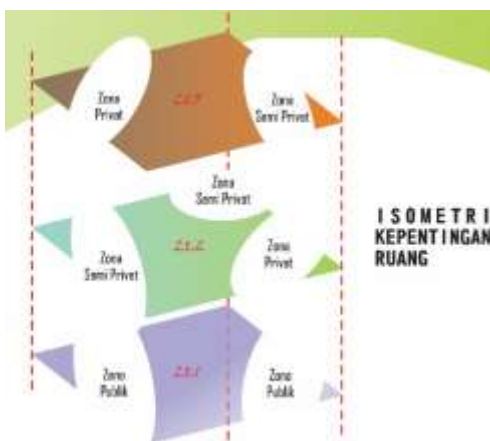 Zona
Privat
Zona
Semi Privat
Zona
Semi Privat
Zona
Semi Privat
Zona
Privat
ISOMETRI
KEPENTINGAN
RUANG
Zona
Publik
Zona
Publik